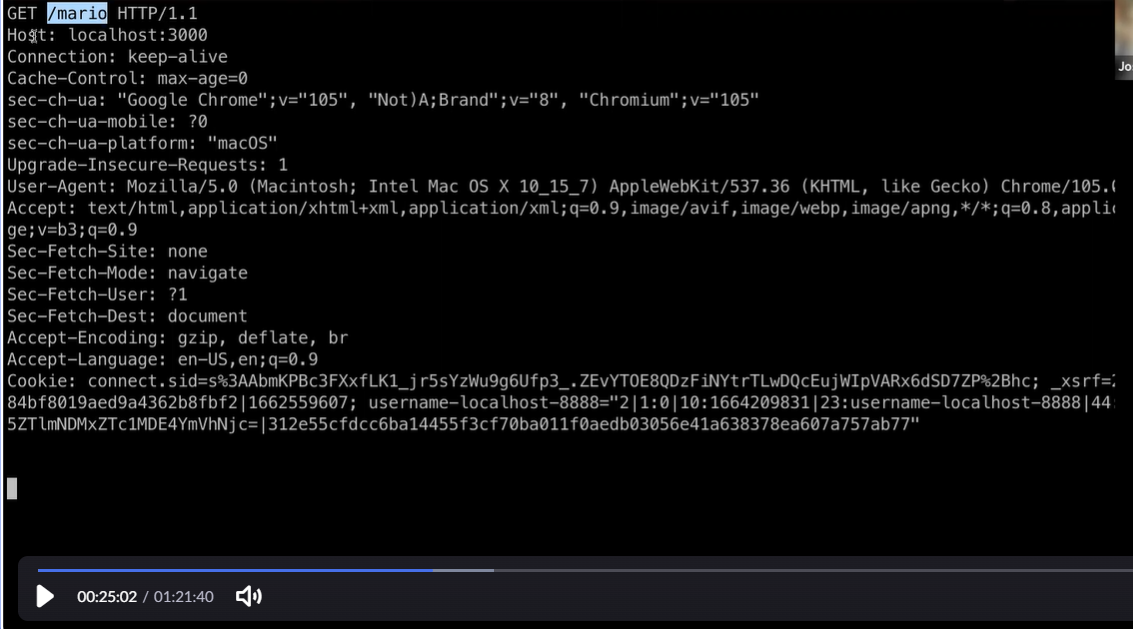 GET /mario HTTP/1.1
Host: localhost:3000
Connection: keep-alive
Cache-Control: max-age=0
sec-ch-ua: "Google Chrome";v="105", "Not)A;Brand";v="8", "Chromium";v="105"
sec-ch-ua-mobile: ?0
sec-ch-ua-platform: "macOS"
Upgrade-Insecure-Requests: 1
User-Agent: Mozilla/5.0 (Macintosh; Intel Mac OS X 10_15_7) AppleWebKit/537.36 (KHTML, like Gecko) Chrome/105.0
Accept: text/html,application/xhtml+xml,application/xml;q=0.9,image/avif,image/webp,image/apng,*/*;q=0.8,applic
ge;v=b3;q=0.9
Sec-Fetch-Site: none
Sec-Fetch-Mode: navigate
Sec-Fetch-User: ?1
Sec-Fetch-Dest: document
Accept-Encoding: gzip, deflate, br
Accept-Language: en-US,en;q=0.9
Cookie: connect.sid=s%3AAbmKPBc3FXxfLK1_jr5sYzWu9g6Ufp3_.ZEvYTOE8QDzFiNYtrTLwDQcEujWIpVARx6dSD7ZP%2Bhc; _xsrf=2
84bf8019aed9a4362b8fbf2|1662559607; username-localhost-8888="2|1:0|10:1664209831|23:username-localhost-8888|44:
5ZTlmNDMxZTc1MDE4YmVhNjc=|312e55cfdcc6ba14455f3cf70ba011f0aedb03056e41a638378ea607a757ab77"
Jo
00:25:02 / 01:21:40